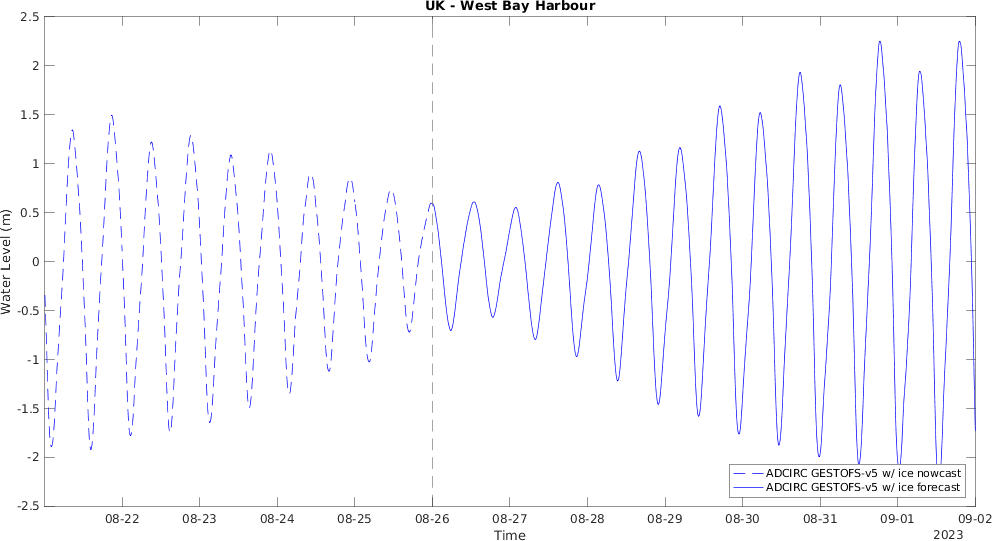 UK - West Bay Harbour
2.5
2
1.5
1
0.5
0
-0.5
-1
-1.5
-2
-2.5
Water Level (m)
ADCIRC GESTOFS-v5 w/ ice nowcast
ADCIRC GESTOFS-v5 w/ ice forecast
08-22 08-23 08-24 08-25 08-26 08-27 08-28 08-29 08-30 08-31 09-01 09-02
Time
2023